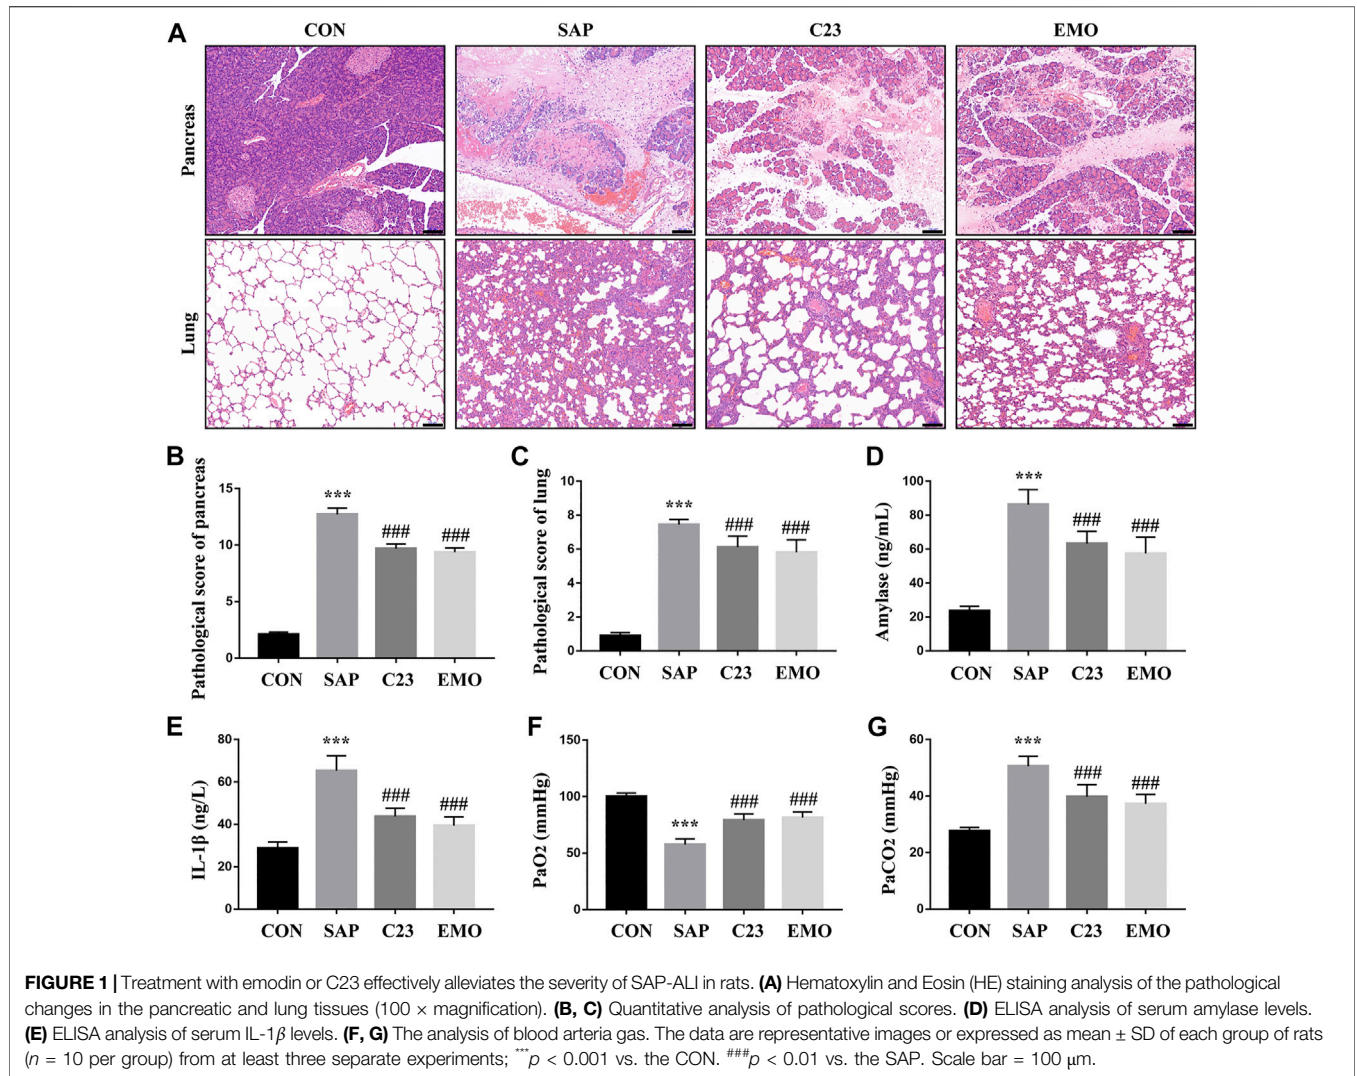 A
CON SAP C23 EMO
Pancreas
Lung
B
Pathological score of pancreas
15
10
5
0
***
###
###
CON SAP C23 EMO
C
Pathological score of lung
10
8
6
4
2
0
***
###
###
CON SAP C23 EMO
D
Amylase (ng/mL)
100
80
60
40
20
0
***
###
###
CON SAP C23 EMO
E
IL-1β (ng/L)
80
60
40
20
0
***
###
###
CON SAP C23 EMO
F
PaO2 (mmHg)
150
100
50
0
***
###
###
CON SAP C23 EMO
G
PaCO2 (mmHg)
60
40
20
0
***
###
###
CON SAP C23 EMO
FIGURE 1 | Treatment with emodin or C23 effectively alleviates the severity of SAP-ALI in rats. (A) Hematoxylin and Eosin (HE) staining analysis of the pathological
changes in the pancreatic and lung tissues (100 × magnification). (B, C) Quantitative analysis of pathological scores. (D) ELISA analysis of serum amylase levels.
(E) ELISA analysis of serum IL-1β levels. (F, G) The analysis of blood arteria gas. The data are representative images or expressed as mean ± SD of each group of rats
(n = 10 per group) from at least three separate experiments; ***p < 0.001 vs. the CON. ###p < 0.01 vs. the SAP. Scale bar = 100 μm.